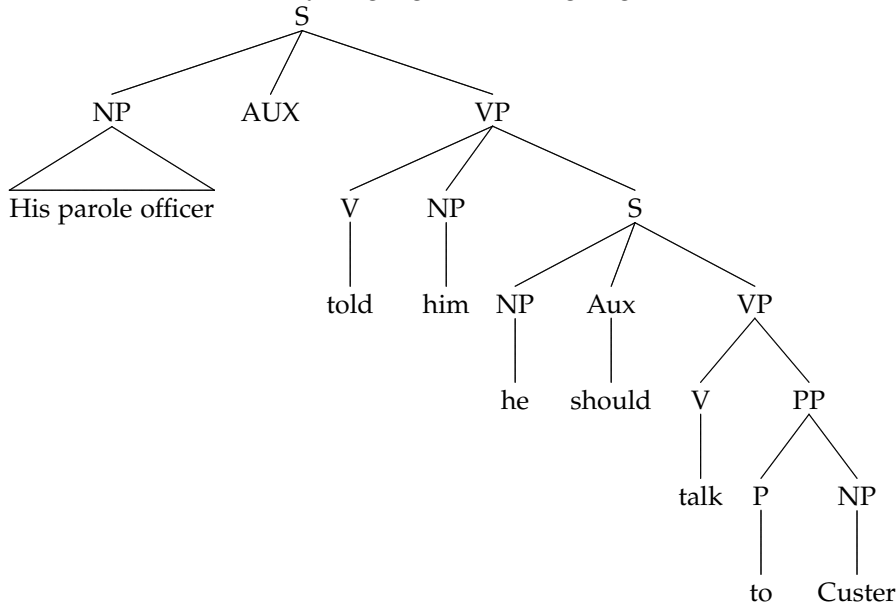 S
NP AUX VP
His parole officer V NP S
told him NP Aux VP
he should V PP
talk P NP
to Custer